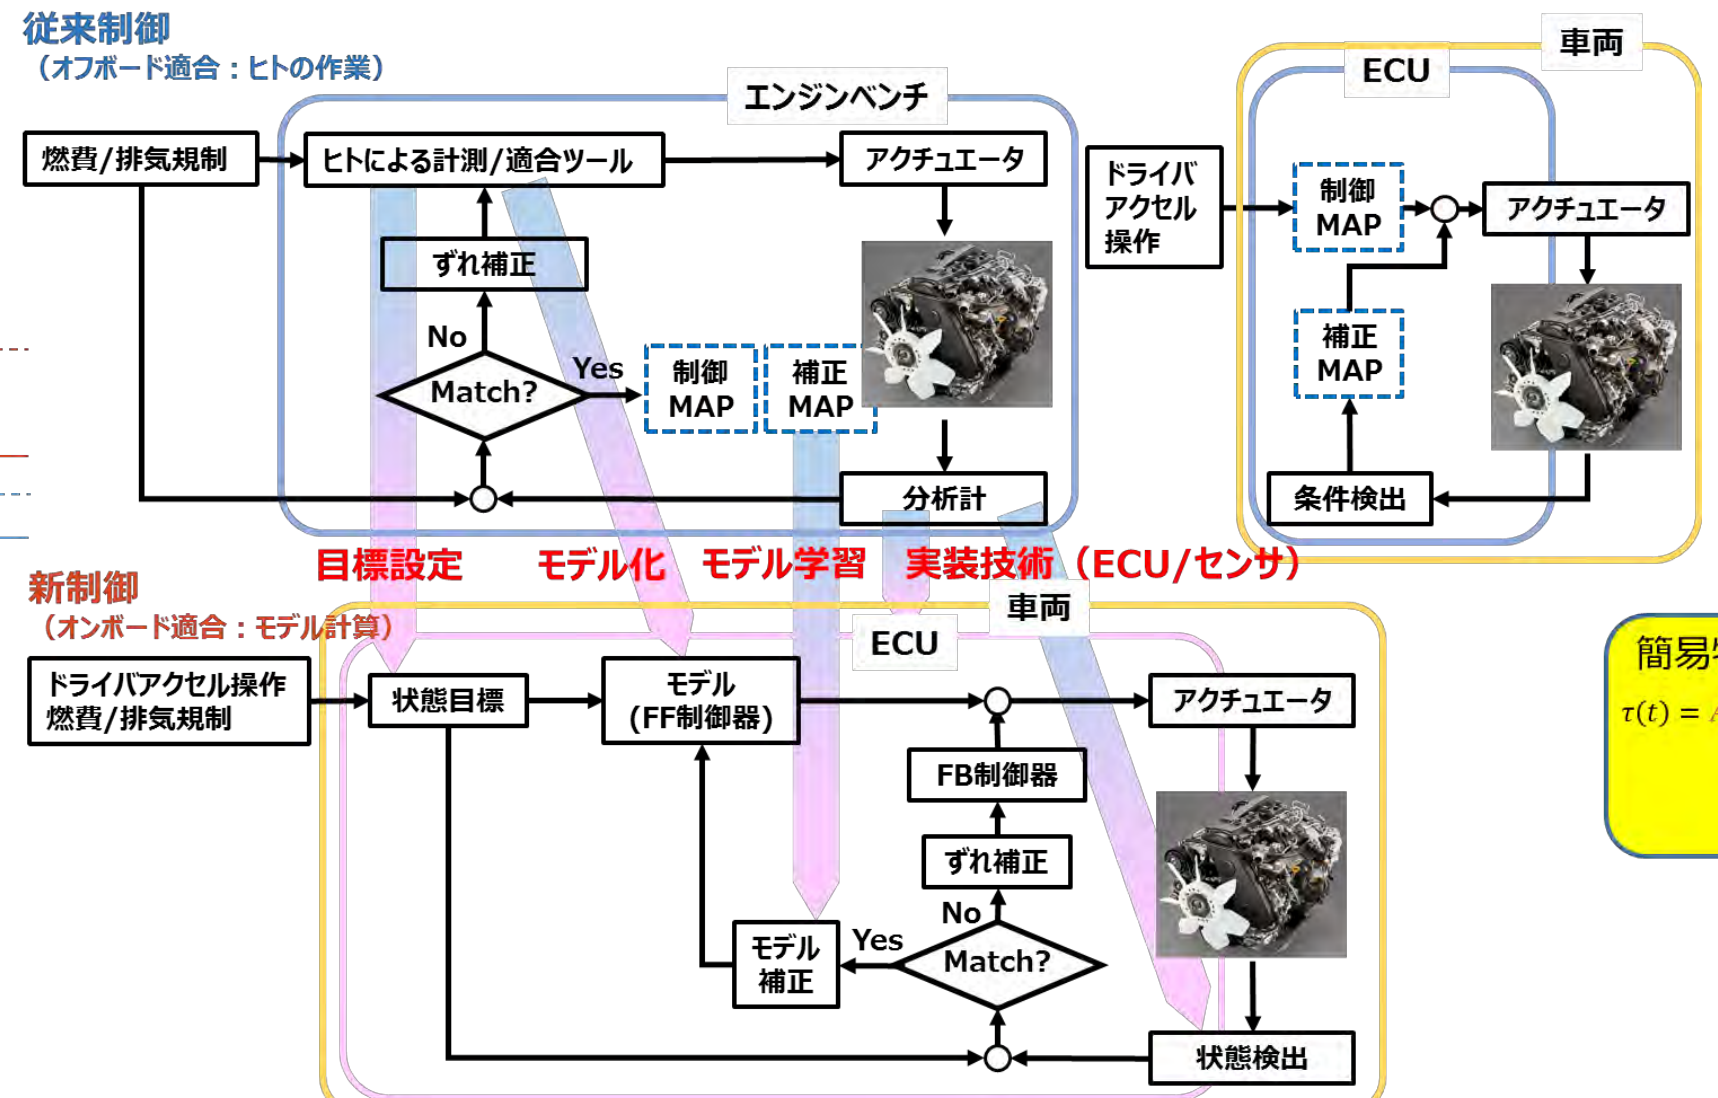 従来制御
（オフボード適合：ヒトの作業）
エンジンベンチ
燃費/排気規制
ヒトによる計測/適合ツール
アクチュエータ
ずれ補正
No
Match?
Yes
制御
MAP
補正
MAP
分析計
車両
ECU
ドライバ
アクセル
操作
制御
MAP
アクチュエータ
補正
MAP
条件検出
目標設定
モデル化
モデル学習
実装技術（ECU/センサ）
新制御
（オンボード適合：モデル計算）
車両
ECU
ドライバアクセル操作
燃費/排気規制
状態目標
モデル
(FF制御器)
アクチュエータ
FB制御器
ずれ補正
No
Match?
Yes
モデル
補正
状態検出
簡易
τ(t) =